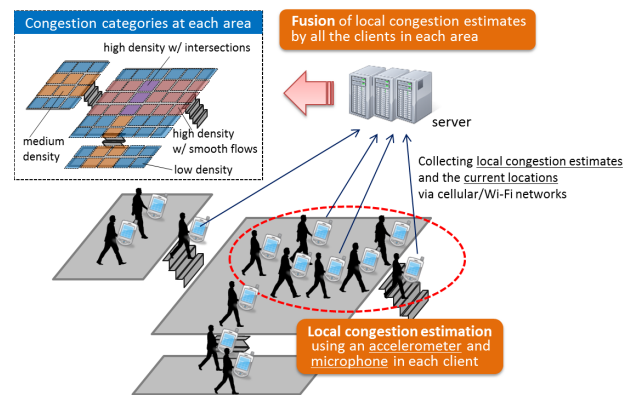 Congestion categories at each area
high density w/ intersections
medium
density
high density
w/ smooth flows
low density
Fusion of local congestion estimates
by all the clients in each area
server
Collecting local congestion estimates
and the current locations
via cellular/Wi-Fi networks
Local congestion estimation
using an accelerometer and
microphone in each client